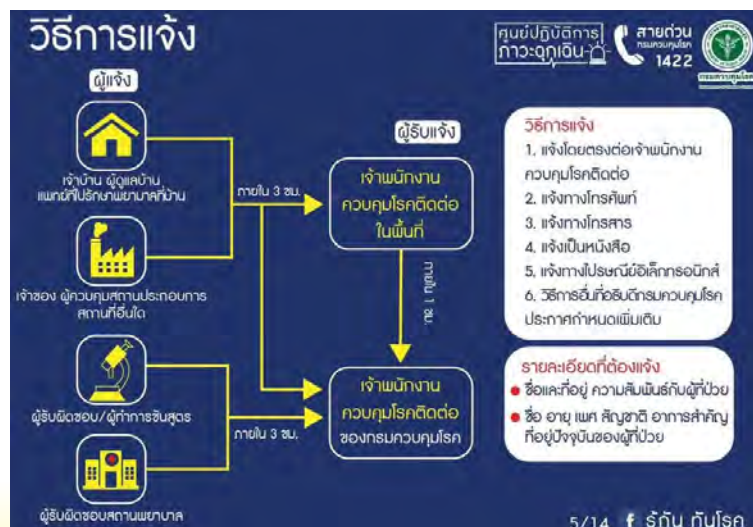 วิธีการแจ้ง
ศูนย์ปฏิบัติการ
ภาวะฉุกเฉิน
สายด่วน
กรมควบคุมโรค
1422
กรมควบคุมโรค
ผู้แจ้ง
เจ้าบ้าน ผู้ดูแลบ้าน
แพทย์ที่ไปรักษาพยาบาลที่บ้าน
เจ้าของ ผู้ควบคุมสถานประกอบการ
สถานที่อื่นใด
ผู้รับผิดชอบ/ผู้ทำการชันสูตร
ผู้รับผิดชอบสถานพยาบาล
ภายใน 3 ชม.
ภายใน 3 ชม.
ผู้รับแจ้ง
เจ้าพนักงาน
ควบคุมโรคติดต่อ
ในพื้นที่
ภายใน 1 ชม.
เจ้าพนักงาน
ควบคุมโรคติดต่อ
ของกรมควบคุมโรค
วิธีการแจ้ง
1. แจ้งโดยตรงต่อเจ้าพนักงาน
ควบคุมโรคติดต่อ
2. แจ้งทางโทรศัพท์
3. แจ้งทางโทรสาร
4. แจ้งเป็นหนังสือ
5. แจ้งทางไปรษณีย์อิเล็กทรอนิกส์
6. วิธีการอื่นที่อธิบดีกรมควบคุมโรค
ประกาศกำหนดเพิ่มเติม
รายละเอียดที่ต้องแจ้ง
● ชื่อและที่อยู่ ความสัมพันธ์กับผู้ที่ป่วย
● ชื่อ อายุ เพศ สัญชาติ อาการสำคัญ
ที่อยู่ปัจจุบันของผู้ที่ป่วย
5/14 f รู้กัน ทันโรค